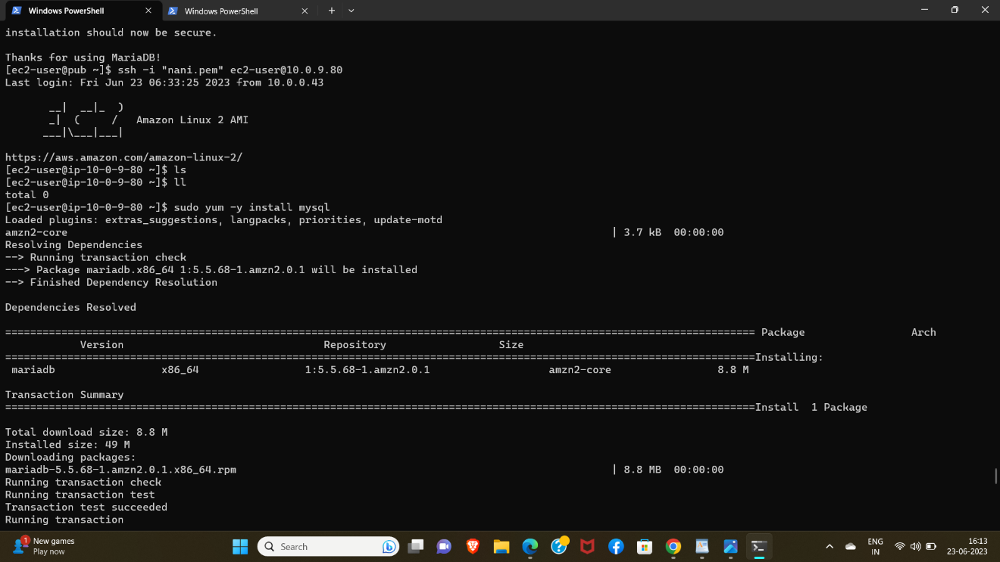 Windows PowerShell
Windows PowerShell
installation should now be secure.
Thanks for using MariaDB!
[ec2-user@pub ~]$ ssh -i "nani.pem" ec2-user@10.0.9.80
Last login: Fri Jun 23 06:33:25 2023 from 10.0.0.43
__|  __|_  )
_|  (     /   Amazon Linux 2 AMI
___|\___|___|
https://aws.amazon.com/amazon-linux-2/
[ec2-user@ip-10-0-9-80 ~]$ ls
[ec2-user@ip-10-0-9-80 ~]$ ll
total 0
[ec2-user@ip-10-0-9-80 ~]$ sudo yum -y install mysql
Loaded plugins: extras_suggestions, langpacks, priorities, update-motd
amzn2-core | 3.7 kB  00:00:00
Resolving Dependencies
--> Running transaction check
---> Package mariadb.x86_64 1:5.5.68-1.amzn2.0.1 will be installed
--> Finished Dependency Resolution
Dependencies Resolved
======================================================================================================================== Package Arch
Version Repository Size
========================================================================================================================Installing:
mariadb x86_64 1:5.5.68-1.amzn2.0.1 amzn2-core 8.8 M
Transaction Summary
========================================================================================================================Install  1 Package
Total download size: 8.8 M
Installed size: 49 M
Downloading packages:
mariadb-5.5.68-1.amzn2.0.1.x86_64.rpm | 8.8 MB  00:00:00
Running transaction check
Running transaction test
Transaction test succeeded
Running transaction
1
New games
Play now
Search
ENG
IN
16:13
23-06-2023